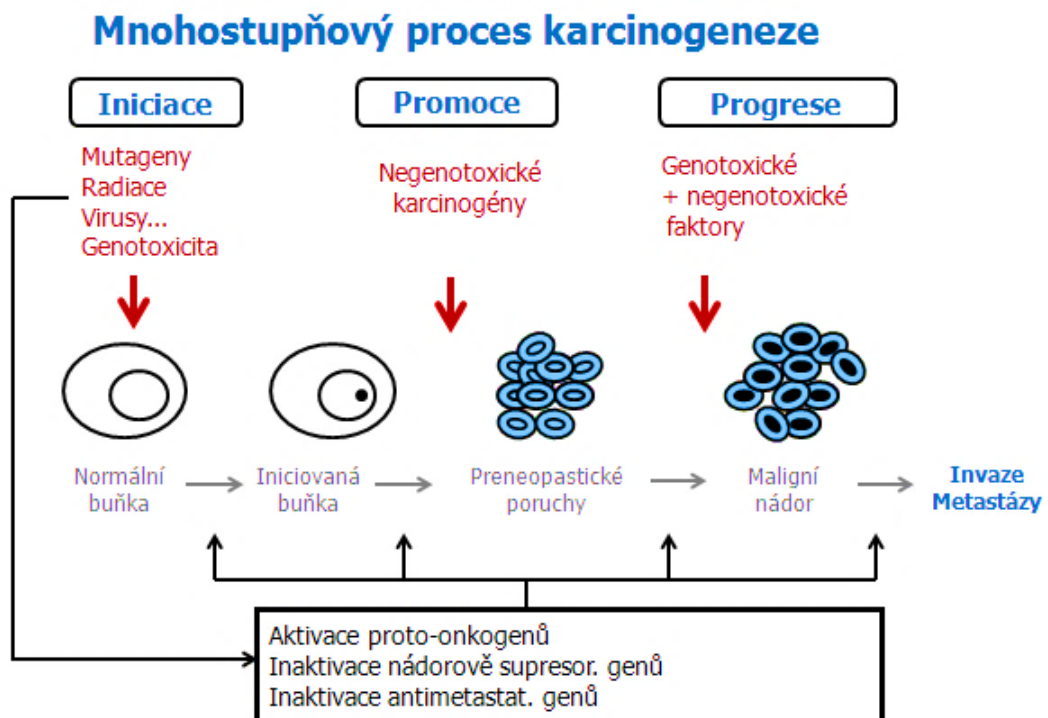 Mnohostupňový proces karcinogeneze
Iniciace
Promoce
Progrese
Mutageny
Radiace
Virusy...
Genotoxicita
Negenotoxické
karcinogény
Genotoxické
+ negenotoxické
faktory
Normální
buňka
Iniciovaná
buňka
Preneopastické
poruchy
Maligní
nádor
Invaze
Metastázy
Aktivace proto-onkogenů
Inaktivace nádorově supresor. genů
Inaktivace antimetastat. genů